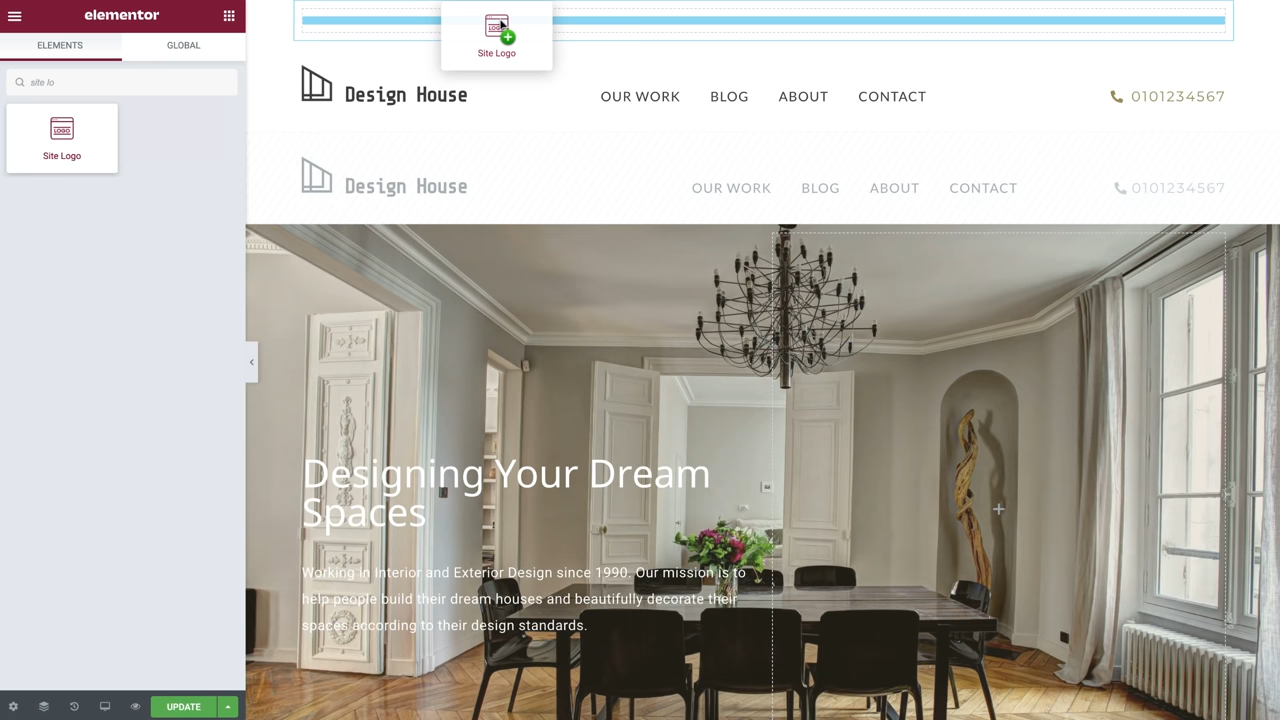 elementor
ELEMENTS
GLOBAL
site lo
LOGO
Site Logo
UPDATE
LOGO
Site Logo
Design House
OUR WORK BLOG ABOUT CONTACT
0101234567
Design House
OUR WORK BLOG ABOUT CONTACT
0101234567
Designing Your Dream
Spaces
Working in Interior and Exterior Design since 1990. Our mission is to
help people build their dream houses and beautifully decorate their
spaces according to their design standards.